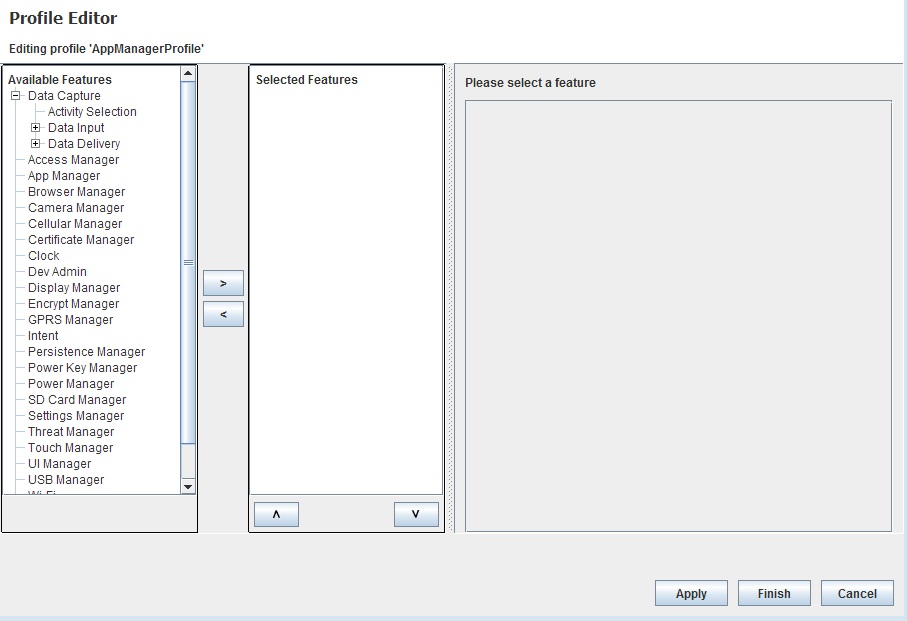 Profile Editor
Editing profile 'AppManagerProfile'
Available Features
Data Capture
Activity Selection
Data Input
Data Delivery
Access Manager
App Manager
Browser Manager
Camera Manager
Cellular Manager
Certificate Manager
Clock
Dev Admin
Display Manager
Encrypt Manager
GPRS Manager
Intent
Persistence Manager
Power Key Manager
Power Manager
SD Card Manager
Settings Manager
Threat Manager
Touch Manager
UI Manager
USB Manager
>
<
Selected Features
Please select a feature
Apply
Finish
Cancel